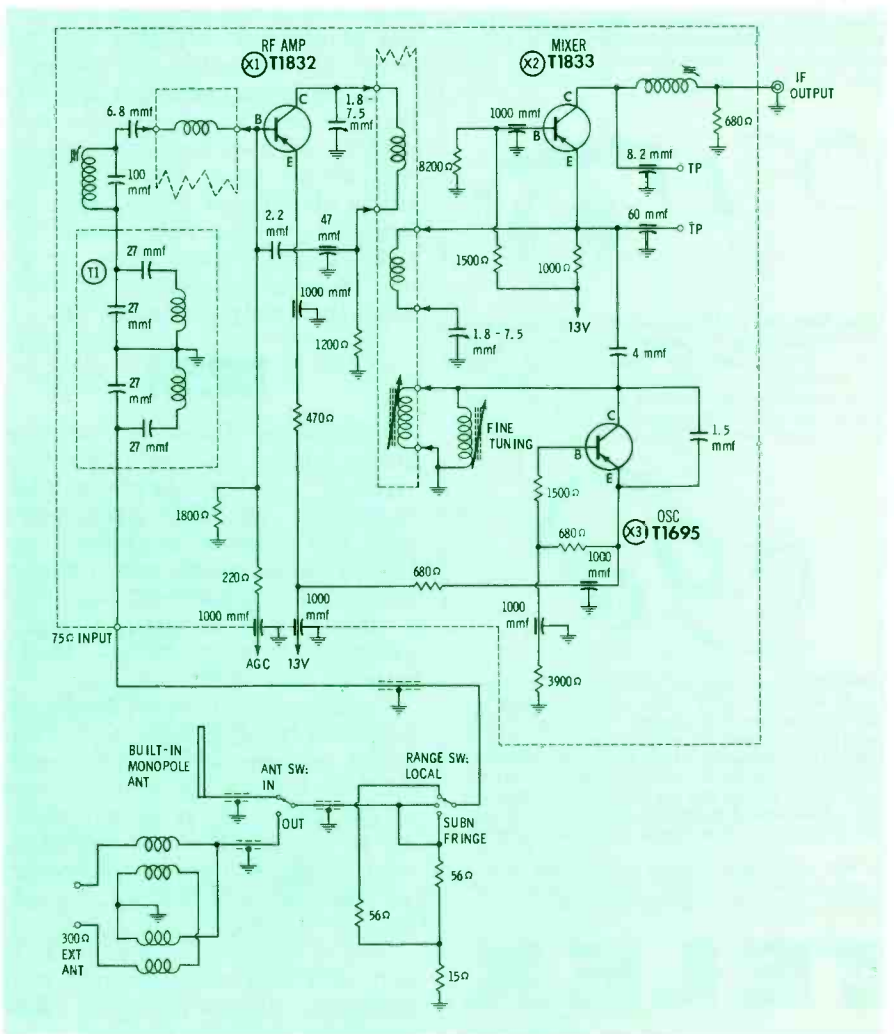 RF AMP
X1 T1832
MIXER
X2 T1833
IF
OUTPUT
6.8 mmf
B
C
E
1.8 -
7.5
mmf
1000 mmf
B
C
E
680Ω
8200Ω
8.2 mmf
TP
100
mmf
2.2
mmf
47
mmf
60 mmf
TP
T1
27 mmf
27
mmf
27
mmf
27 mmf
1000 mmf
1500Ω
1000Ω
13V
1200Ω
1.8 - 7.5
mmf
4 mmf
470Ω
FINE
TUNING
C
B
E
1.5
mmf
1500Ω
OSC
X3 T1695
1800Ω
680Ω
1000
mmf
680Ω
220Ω
1000 mmf
1000
mmf
1000
mmf
75Ω INPUT
AGC
13V
3900Ω
BUILT-IN
MONOPOLE
ANT
ANT SW:
IN
OUT
RANGE SW:
LOCAL
SUBN
FRINGE
56Ω
56Ω
300Ω
EXT
ANT
15Ω